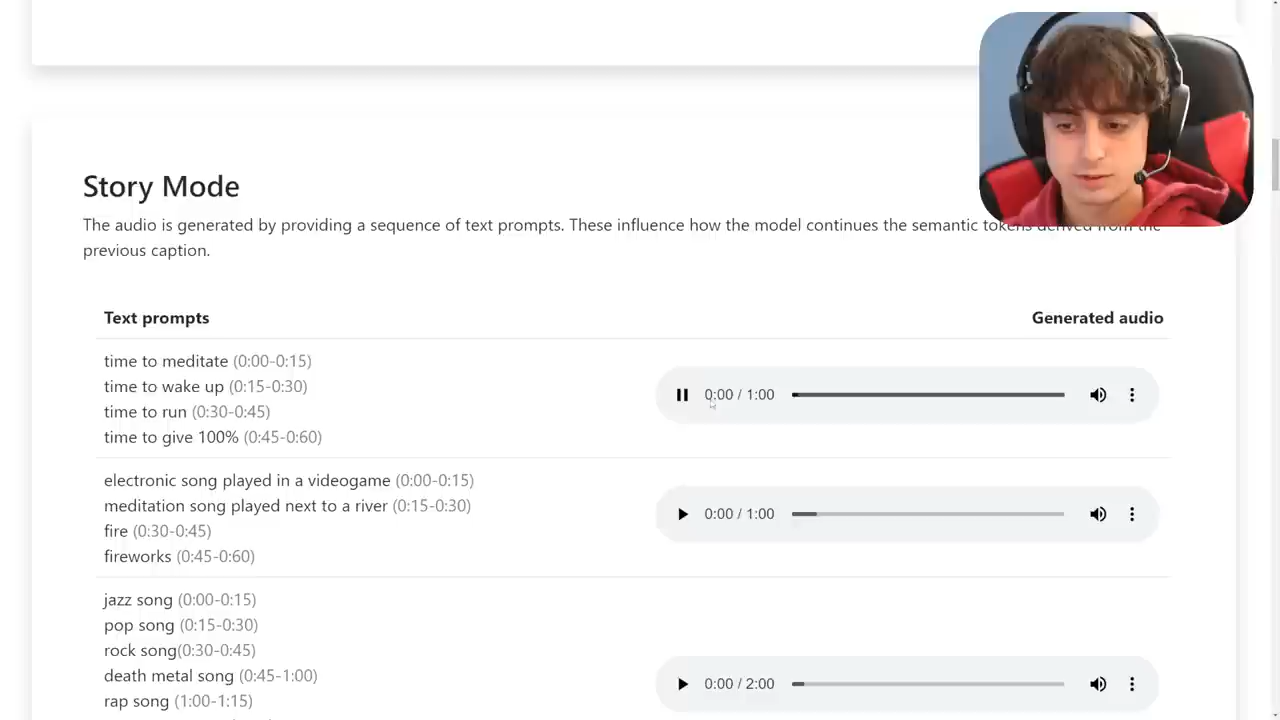 Story Mode
The audio is generated by providing a sequence of text prompts. These influence how the model continues the semantic tokens derived from the
previous caption.
Text prompts
Generated audio
time to meditate (0:00-0:15)
time to wake up (0:15-0:30)
time to run (0:30-0:45)
time to give 100% (0:45-0:60)
0:00 / 1:00
electronic song played in a videogame (0:00-0:15)
meditation song played next to a river (0:15-0:30)
fire (0:30-0:45)
fireworks (0:45-0:60)
0:00 / 1:00
jazz song (0:00-0:15)
pop song (0:15-0:30)
rock song(0:30-0:45)
death metal song (0:45-1:00)
rap song (1:00-1:15)
0:00 / 2:00